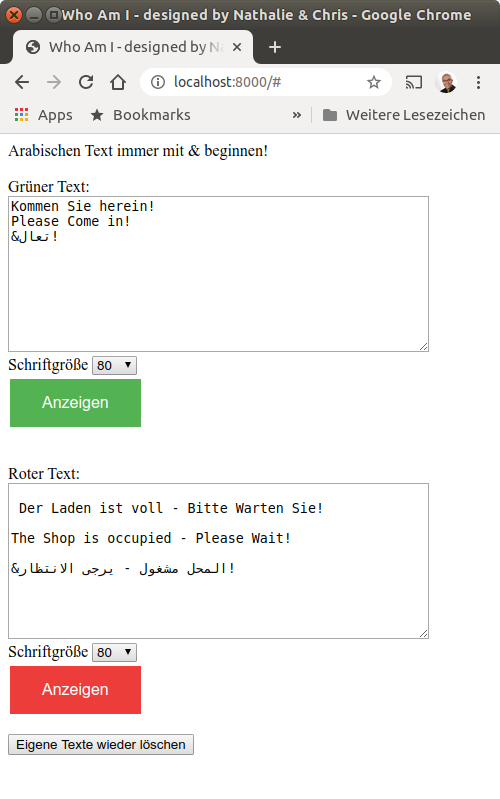 Who Am I - designed by Nathalie & Chris - Google Chrome
Who Am I - designed by Na
localhost:8000/#
Apps Bookmarks » Weitere Lesezeichen
Arabischen Text immer mit & beginnen!
Grüner Text:
Kommen Sie herein!
Please Come in!
&تعال!
Schriftgröße 80
Anzeigen
Roter Text:
Der Laden ist voll - Bitte Warten Sie!
The Shop is occupied - Please Wait!
&المحل مشغول - يرجى الانتظار!
Schriftgröße 80
Anzeigen
Eigene Texte wieder löschen